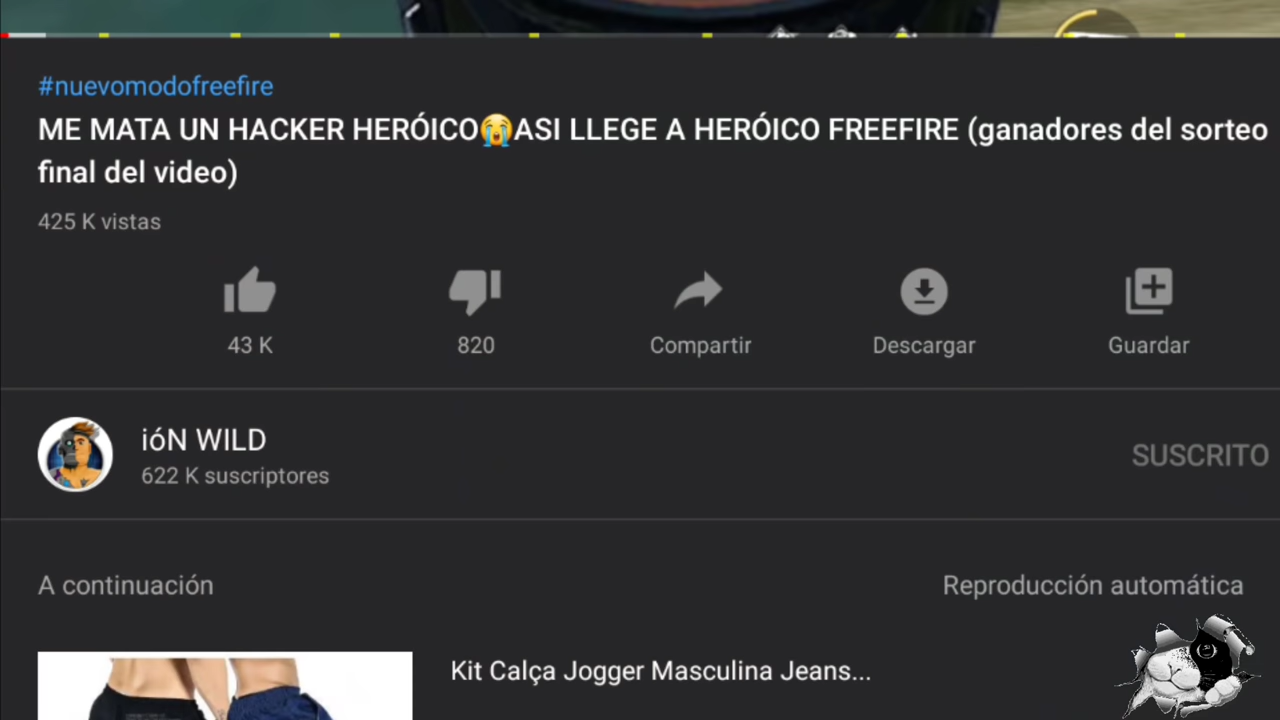 #nuevomodofreefire
ME MATA UN HACKER HERÓICO😭ASI LLEGE A HERÓICO FREEFIRE (ganadores del sorteo
final del video)
425 K vistas
43 K
820
Compartir
Descargar
Guardar
ióN WILD
622 K suscriptores
SUSCRITO
A continuación
Reproducción automática
Kit Calça Jogger Masculina Jeans...